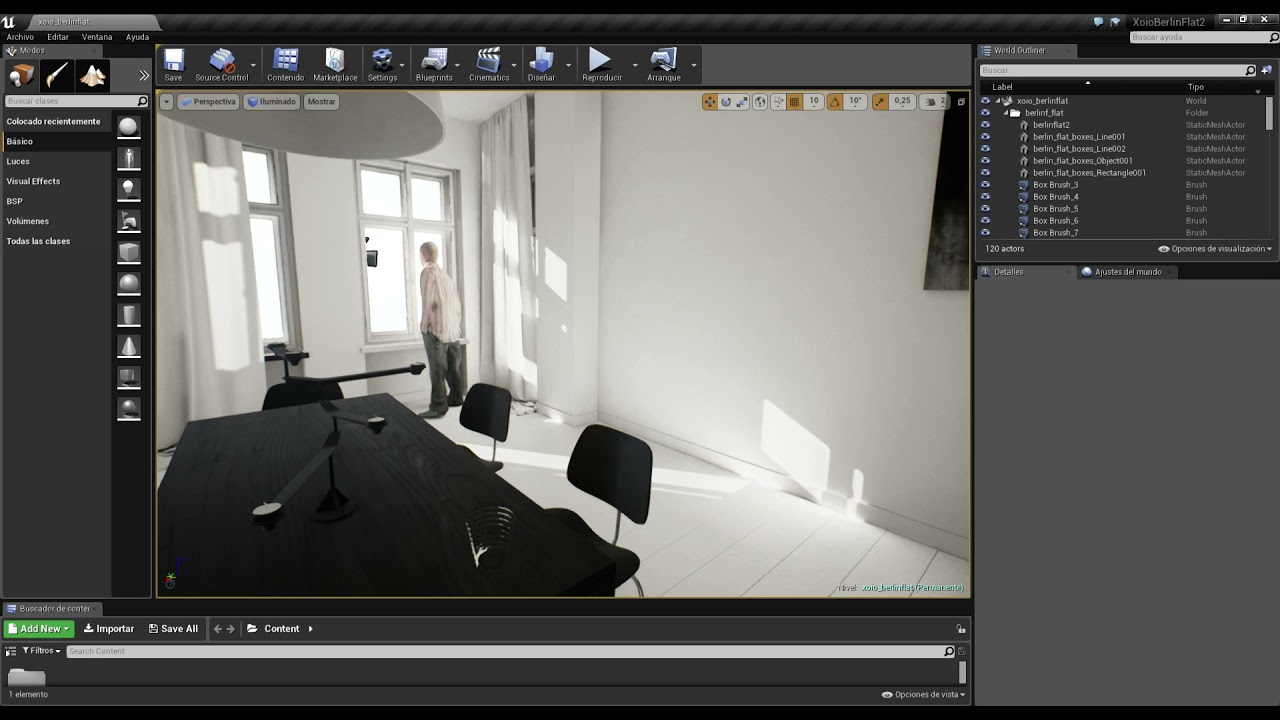 xoio_berlinflat
XoioBerlinFlat2
Archivo Editar Ventana Ayuda
Buscar ayuda
Modes
Buscar clases
Colocado recientemente
Básico
Luces
Visual Effects
BSP
Volúmenes
Todas las clases
Save Source Control Contenido Marketplace Settings Blueprints Cinematics Diseñar Reproducir Arranque
Perspectiva Iluminado Mostrar
10 10° 0,25 2
Nivel: xoio_berlinflat (Permanente)
World Outliner
Buscar
Label Tipo
xoio_berlinflat World
berlinf_flat Folder
berlinflat2 StaticMeshActor
berlin_flat_boxes_Line001 StaticMeshActor
berlin_flat_boxes_Line002 StaticMeshActor
berlin_flat_boxes_Object001 StaticMeshActor
berlin_flat_boxes_Rectangle001 StaticMeshActor
Box Brush_3 Brush
Box Brush_4 Brush
Box Brush_5 Brush
Box Brush_6 Brush
Box Brush_7 Brush
120 actors Opciones de visualización
Detalles Ajustes del mundo
Buscador de conter
Add New Importar Save All Content
Filtros Search Content
1 elemento Opciones de vista